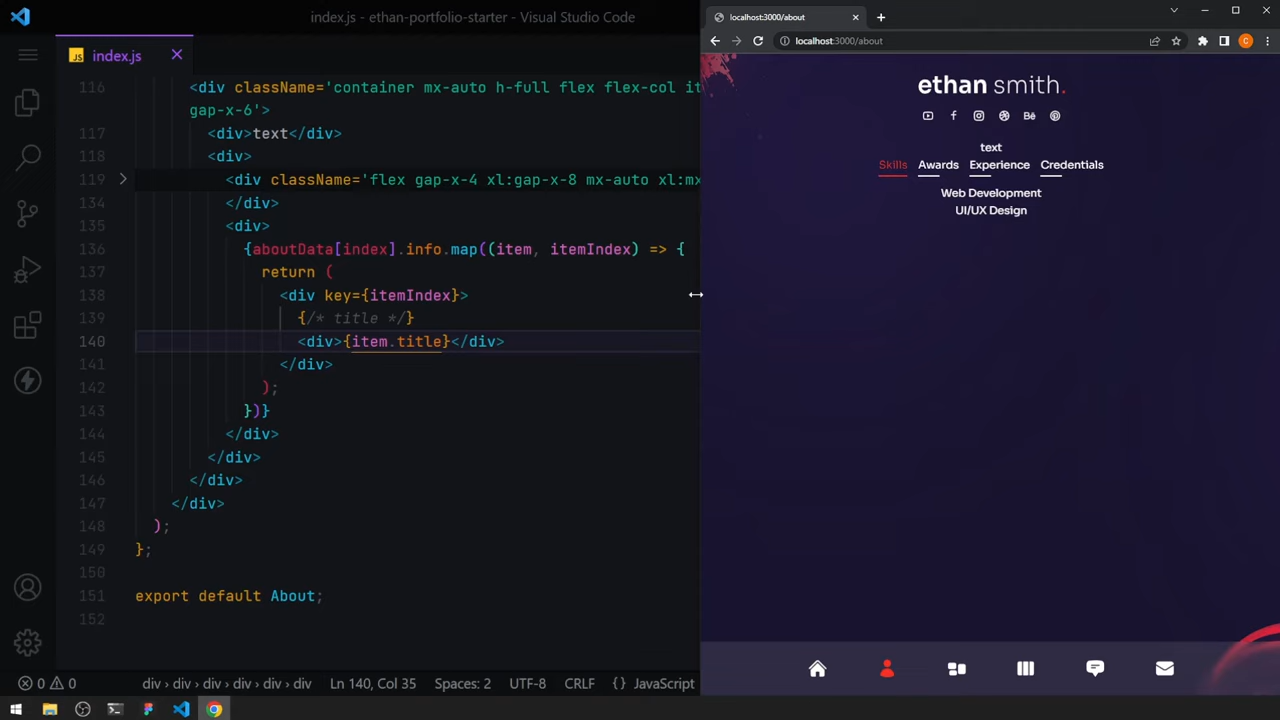 index.js - ethan-portfolio-starter - Visual Studio Code
JS index.js
116 <div className='container mx-auto h-full flex flex-col it
gap-x-6'>
117 <div>text</div>
118 <div>
119 <div className='flex gap-x-4 xl:gap-x-8 mx-auto xl:mx
134 </div>
135 <div>
136 {aboutData[index].info.map((item, itemIndex) => {
137 return (
138 <div key={itemIndex}>
139 {/* title */}
140 <div>{item.title}</div>
141 </div>
142 );
143 })}
144 </div>
145 </div>
146 </div>
147 </div>
148 );
149 };
150
151 export default About;
152
0 0 div › div › div › div › div Ln 140, Col 35 Spaces: 2 UTF-8 CRLF {} JavaScript
localhost:3000/about
localhost:3000/about
C
ethan smith.
Bē
text
Skills Awards Experience Credentials
Web Development
UI/UX Design